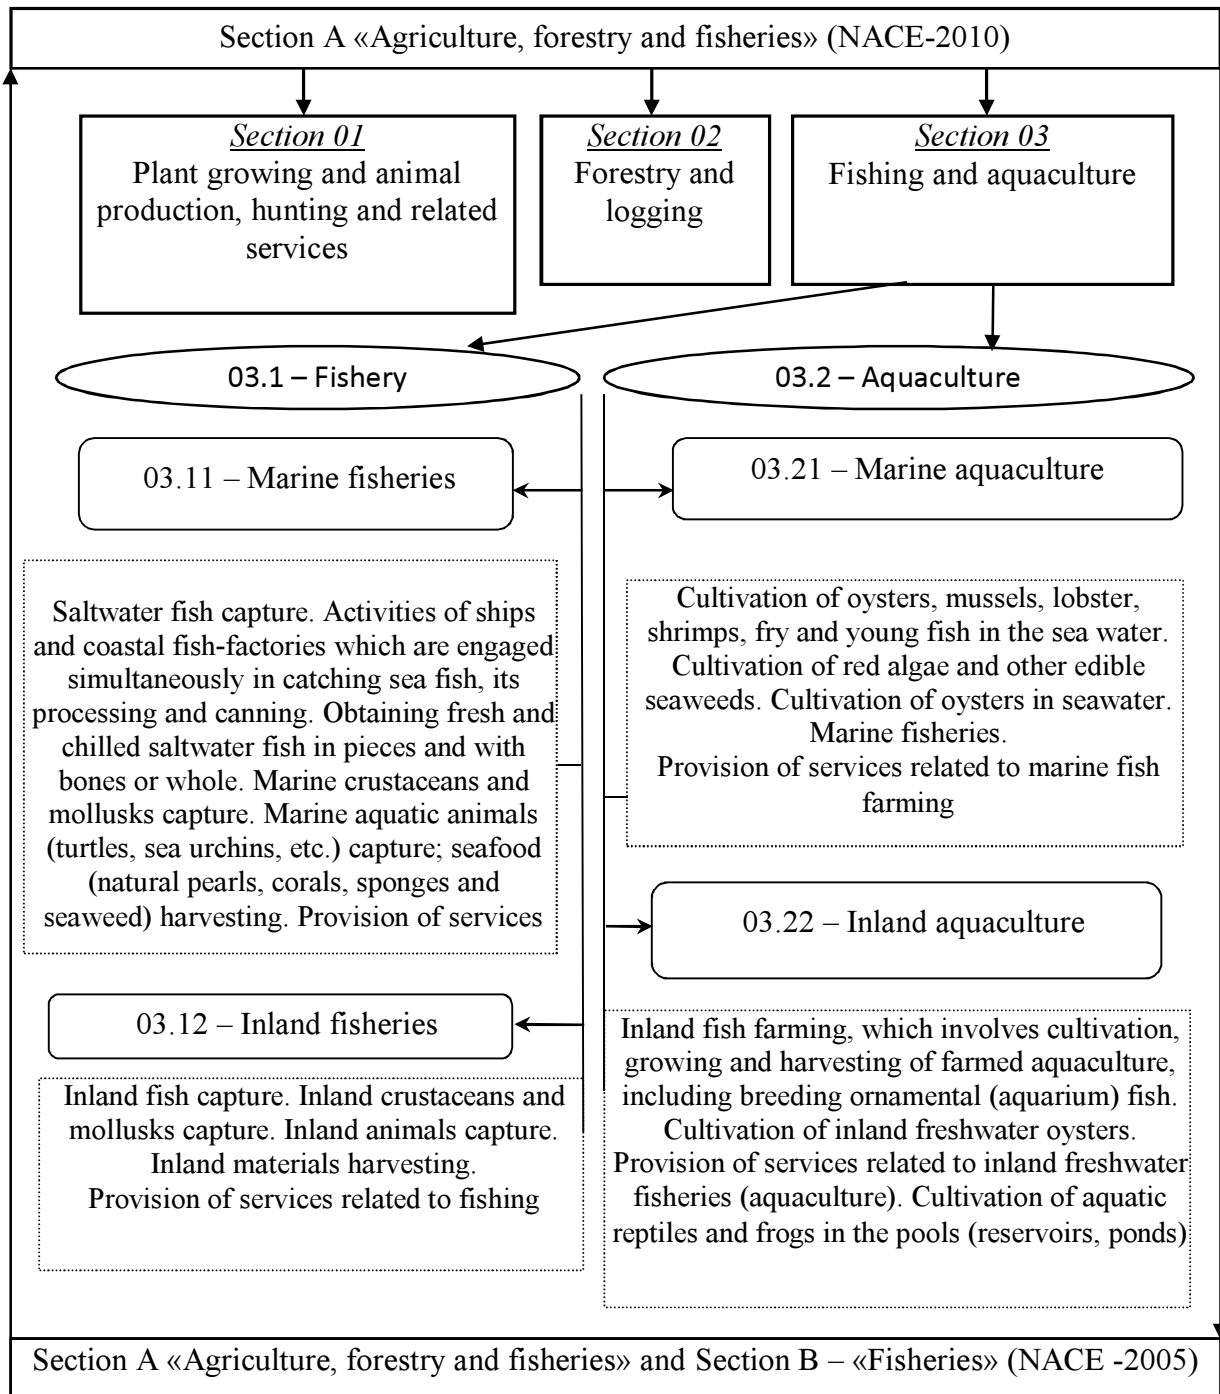 Section A «Agriculture, forestry and fisheries» (NACE-2010)
Section 01
Plant growing and animal
production, hunting and related
services
Section 02
Forestry and
logging
Section 03
Fishing and aquaculture
03.1 – Fishery
03.2 – Aquaculture
03.11 – Marine fisheries
03.21 – Marine aquaculture
Saltwater fish capture. Activities of ships
and coastal fish-factories which are engaged
simultaneously in catching sea fish, its
processing and canning. Obtaining fresh and
chilled saltwater fish in pieces and with
bones or whole. Marine crustaceans and
mollusks capture. Marine aquatic animals
(turtles, sea urchins, etc.) capture; seafood
(natural pearls, corals, sponges and
seaweed) harvesting. Provision of services
Cultivation of oysters, mussels, lobster,
shrimps, fry and young fish in the sea water.
Cultivation of red algae and other edible
seaweeds. Cultivation of oysters in seawater.
Marine fisheries.
Provision of services related to marine fish
farming
03.22 – Inland aquaculture
03.12 – Inland fisheries
Inland fish capture. Inland crustaceans and
mollusks capture. Inland animals capture.
Inland materials harvesting.
Provision of services related to fishing
Inland fish farming, which involves cultivation,
growing and harvesting of farmed aquaculture,
including breeding ornamental (aquarium) fish.
Cultivation of inland freshwater oysters.
Provision of services related to inland freshwater
fisheries (aquaculture). Cultivation of aquatic
reptiles and frogs in the pools (reservoirs, ponds)
Section A «Agriculture, forestry and fisheries» and Section B – «Fisheries» (NACE -2005)